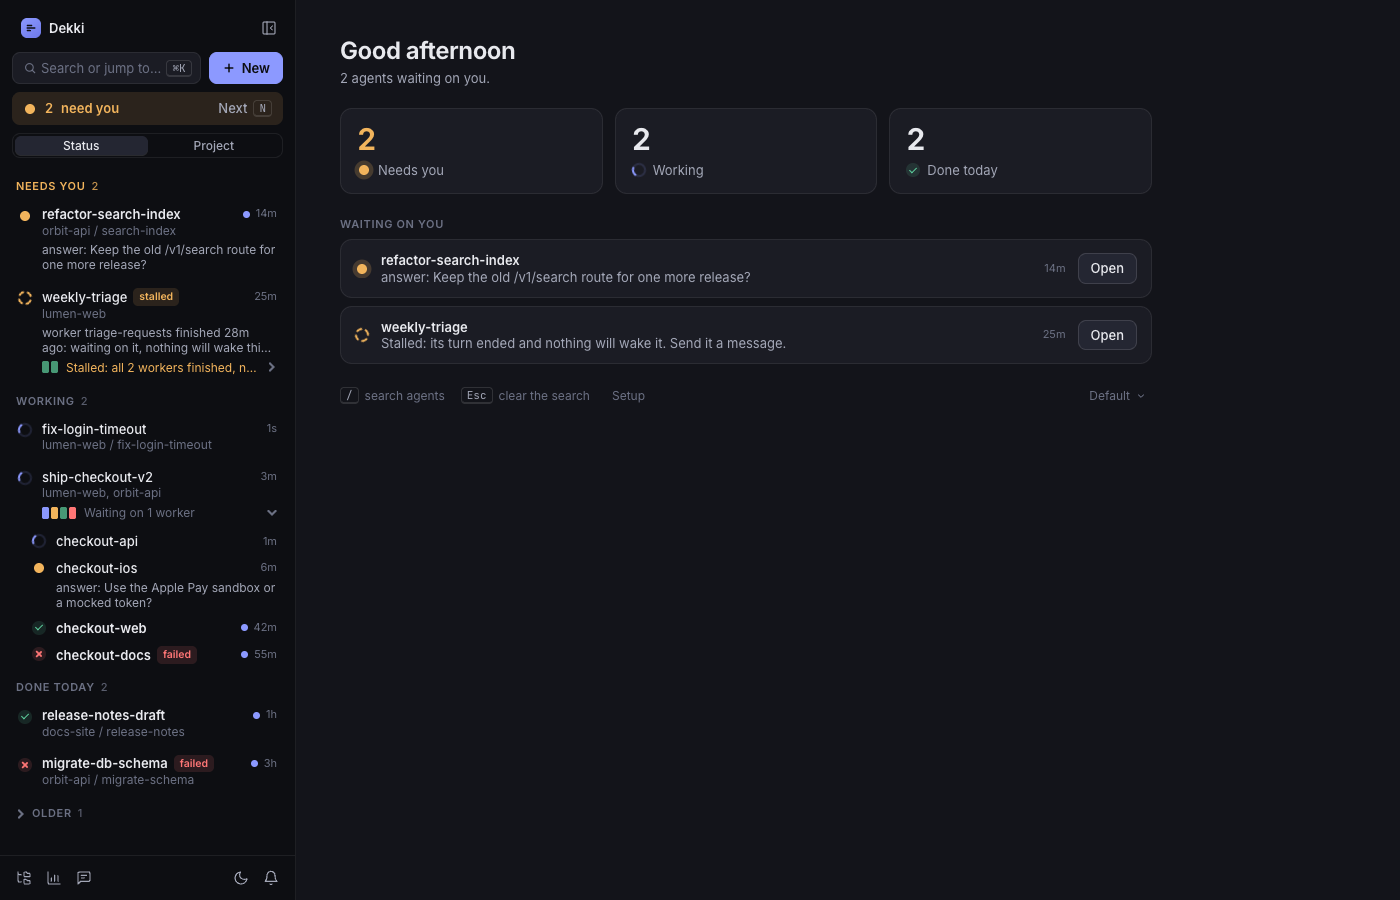 Dekki
Search or jump to... ⌘K
New
2 need you
Next N
Status
Project
NEEDS YOU 2
refactor-search-index 14m
orbit-api / search-index
answer: Keep the old /v1/search route for
one more release?
weekly-triage stalled 25m
lumen-web
worker triage-requests finished 28m
ago: waiting on it, nothing will wake thi...
Stalled: all 2 workers finished, n...
WORKING 2
fix-login-timeout 1s
lumen-web / fix-login-timeout
ship-checkout-v2 3m
lumen-web, orbit-api
Waiting on 1 worker
checkout-api 1m
checkout-ios 6m
answer: Use the Apple Pay sandbox or
a mocked token?
checkout-web 42m
checkout-docs failed 55m
DONE TODAY 2
release-notes-draft 1h
docs-site / release-notes
migrate-db-schema failed 3h
orbit-api / migrate-schema
OLDER 1
Good afternoon
2 agents waiting on you.
2
Needs you
2
Working
2
Done today
WAITING ON YOU
refactor-search-index
answer: Keep the old /v1/search route for one more release?
14m
Open
weekly-triage
Stalled: its turn ended and nothing will wake it. Send it a message.
25m
Open
/ search agents Esc clear the search Setup
Default